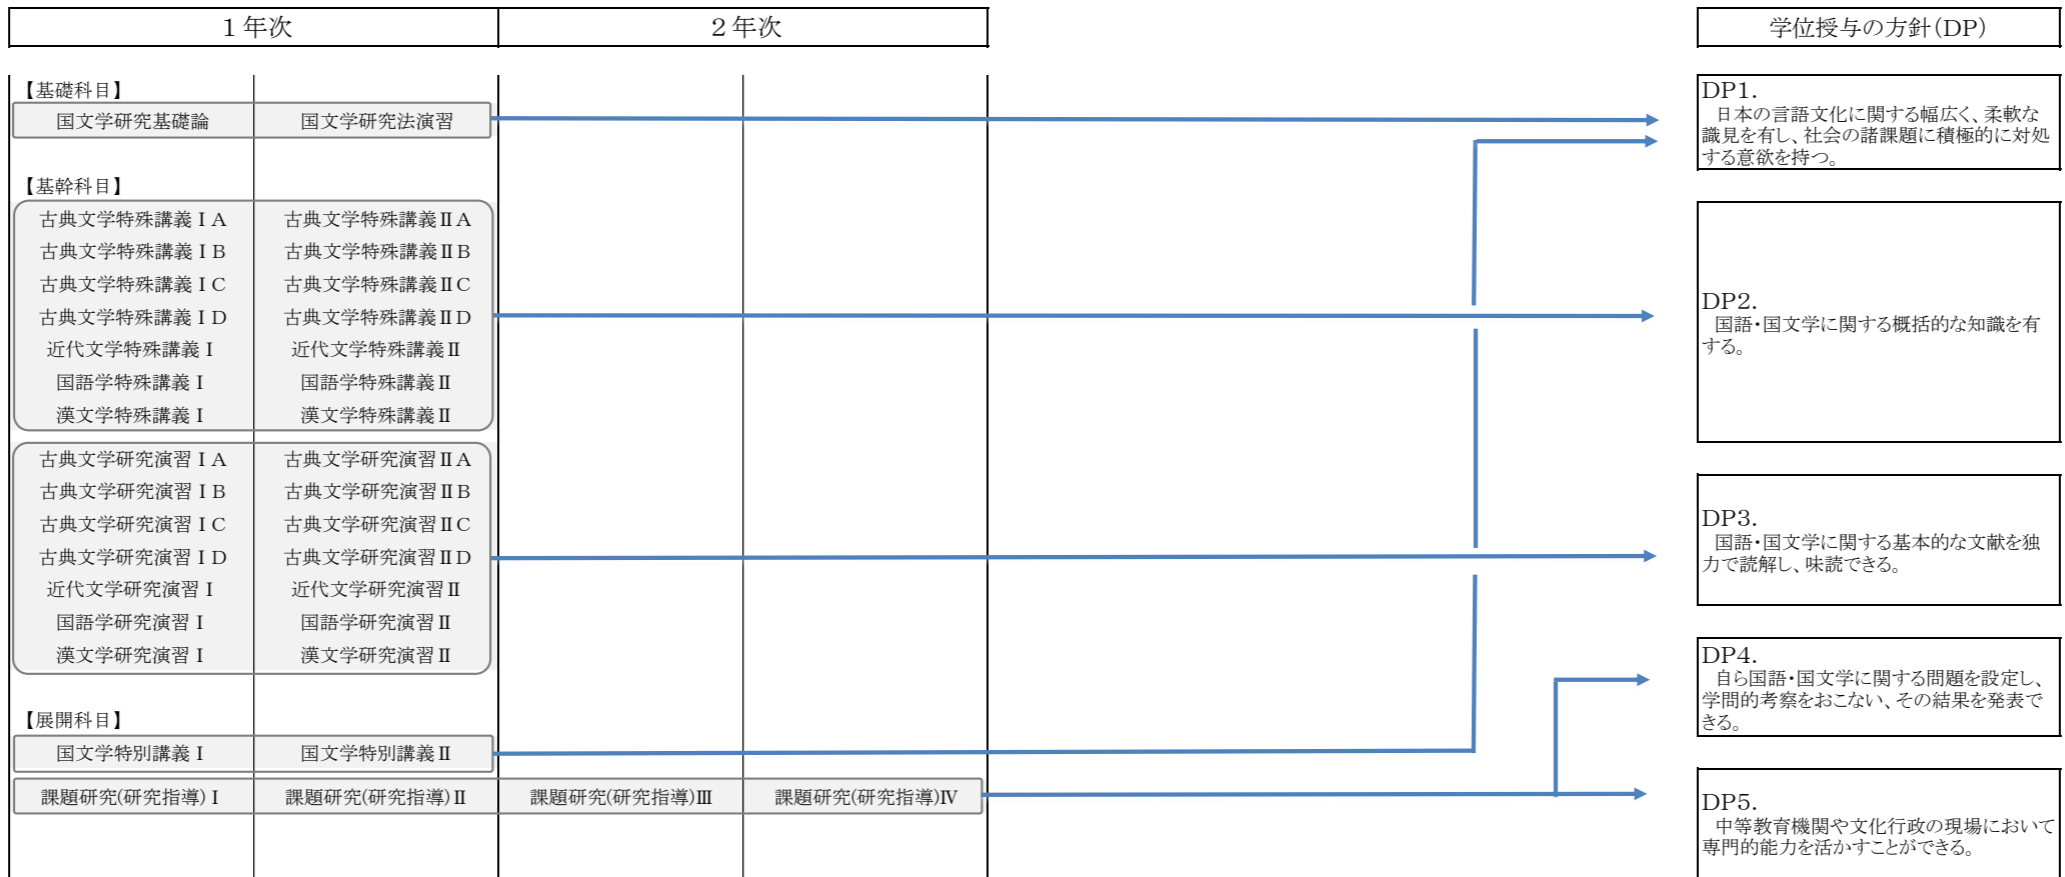 １年次
２年次
学位授与の方針(DP)
【基礎科目】
国文学研究基礎論
国文学研究法演習
【基幹科目】
古典文学特殊講義ⅠA
古典文学特殊講義ⅡA
古典文学特殊講義ⅠB
古典文学特殊講義ⅡB
古典文学特殊講義ⅠC
古典文学特殊講義ⅡC
古典文学特殊講義ⅠD
古典文学特殊講義ⅡD
近代文学特殊講義Ⅰ
近代文学特殊講義Ⅱ
国語学特殊講義Ⅰ
国語学特殊講義Ⅱ
漢文学特殊講義Ⅰ
漢文学特殊講義Ⅱ
古典文学研究演習ⅠA
古典文学研究演習ⅡA
古典文学研究演習ⅠB
古典文学研究演習ⅡB
古典文学研究演習ⅠC
古典文学研究演習ⅡC
古典文学研究演習ⅠD
古典文学研究演習ⅡD
近代文学研究演習Ⅰ
近代文学研究演習Ⅱ
国語学研究演習Ⅰ
国語学研究演習Ⅱ
漢文学研究演習Ⅰ
漢文学研究演習Ⅱ
【展開科目】
国文学特別講義Ⅰ
国文学特別講義Ⅱ
課題研究(研究指導)Ⅰ
課題研究(研究指導)Ⅱ
課題研究(研究指導)Ⅲ
課題研究(研究指導)Ⅳ
DP1.
日本の言語文化に関する幅広く、柔軟な
識見を有し、社会の諸課題に積極的に対処
する意欲を持つ。
DP2.
国語・国文学に関する概括的な知識を有
する。
DP3.
国語・国文学に関する基本的な文献を独
力で読解し、味読できる。
DP4.
自ら国語・国文学に関する問題を設定し、
学問的考察をおこない、その結果を発表で
きる。
DP5.
中等教育機関や文化行政の現場において
専門的能力を活かすことができる。